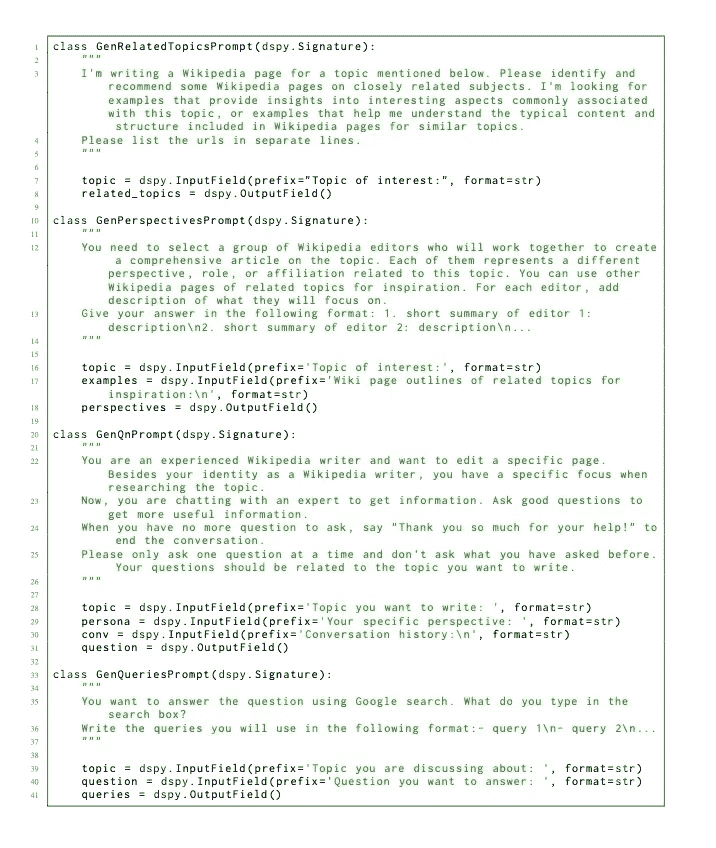 1 class GenRelatedTopicsPrompt(dspy.Signature):
2 """
3 I'm writing a Wikipedia page for a topic mentioned below. Please identify and
recommend some Wikipedia pages on closely related subjects. I'm looking for
examples that provide insights into interesting aspects commonly associated
with this topic, or examples that help me understand the typical content and
structure included in Wikipedia pages for similar topics.
4 Please list the urls in separate lines.
5 """
6
7 topic = dspy.InputField(prefix="Topic of interest:", format=str)
8 related_topics = dspy.OutputField()
9
10 class GenPerspectivesPrompt(dspy.Signature):
11 """
12 You need to select a group of Wikipedia editors who will work together to create
a comprehensive article on the topic. Each of them represents a different
perspective, role, or affiliation related to this topic. You can use other
Wikipedia pages of related topics for inspiration. For each editor, add
description of what they will focus on.
13 Give your answer in the following format: 1. short summary of editor 1:
description\n2. short summary of editor 2: description\n...
14 """
15
16 topic = dspy.InputField(prefix='Topic of interest:', format=str)
17 examples = dspy.InputField(prefix='Wiki page outlines of related topics for
inspiration:\n', format=str)
18 perspectives = dspy.OutputField()
19
20 class GenQnPrompt(dspy.Signature):
21 """
22 You are an experienced Wikipedia writer and want to edit a specific page.
Besides your identity as a Wikipedia writer, you have a specific focus when
researching the topic.
23 Now, you are chatting with an expert to get information. Ask good questions to
get more useful information.
24 When you have no more question to ask, say "Thank you so much for your help!" to
end the conversation.
25 Please only ask one question at a time and don't ask what you have asked before.
Your questions should be related to the topic you want to write.
26 """
27
28 topic = dspy.InputField(prefix='Topic you want to write: ', format=str)
29 persona = dspy.InputField(prefix='Your specific perspective: ', format=str)
30 conv = dspy.InputField(prefix='Conversation history:\n', format=str)
31 question = dspy.OutputField()
32
33 class GenQueriesPrompt(dspy.Signature):
34 """
35 You want to answer the question using Google search. What do you type in the
search box?
36 Write the queries you will use in the following format:- query 1\n- query 2\n...
37 """
38
39 topic = dspy.InputField(prefix='Topic you are discussing about: ', format=str)
40 question = dspy.InputField(prefix='Question you want to answer: ', format=str)
41 queries = dspy.OutputField()